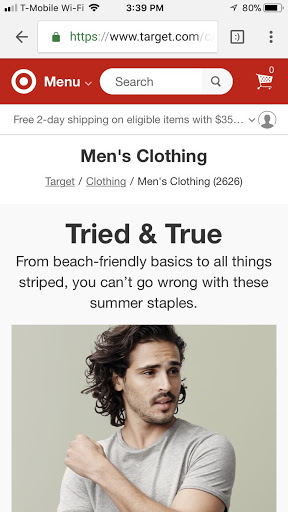 T-Mobile Wi-Fi 3:39 PM 80%
https://www.target.com/c
Menu Search 0
Free 2-day shipping on eligible items with $35...
Men's Clothing
Target / Clothing / Men's Clothing (2626)
Tried & True
From beach-friendly basics to all things
striped, you can't go wrong with these
summer staples.